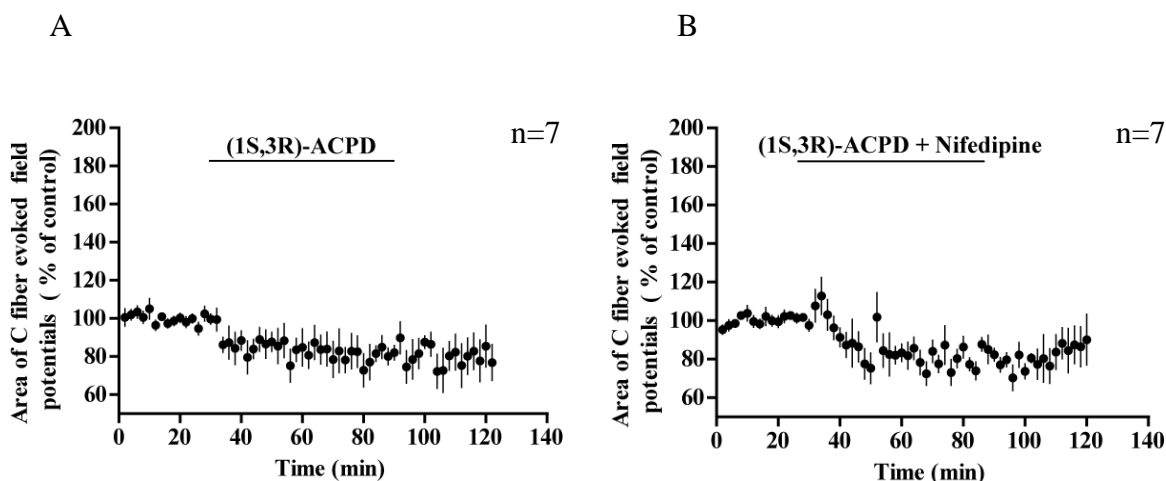 A
n=7
(1S,3R)-ACPD
200
180
160
140
120
100
80
60
Area of C fiber evoked field
potentials ( % of control)
0 20 40 60 80 100 120 140
Time (min)
B
n=7
(1S,3R)-ACPD + Nifedipine
200
180
160
140
120
100
80
60
Area of C fiber evoked field
potentials ( % of control)
0 20 40 60 80 100 120 140
Time (min)